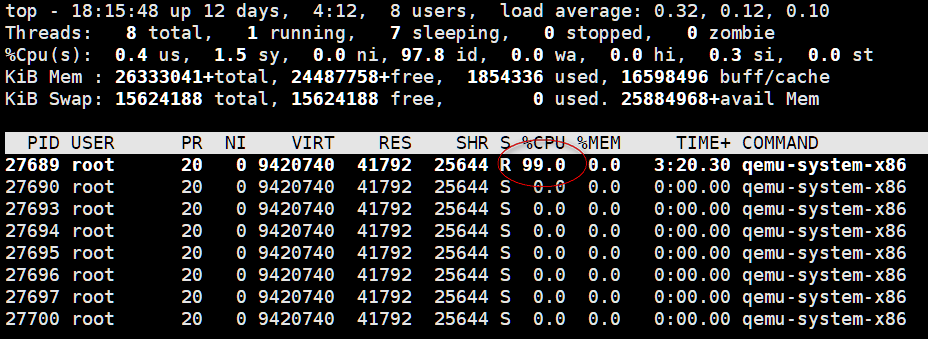 top - 18:15:48 up 12 days,  4:12,  8 users,  load average: 0.32, 0.12, 0.10
Threads:   8 total,   1 running,   7 sleeping,   0 stopped,   0 zombie
%Cpu(s):  0.4 us,  1.5 sy,  0.0 ni, 97.8 id,  0.0 wa,  0.0 hi,  0.3 si,  0.0 st
KiB Mem : 26333041+total, 24487758+free,  1854336 used, 16598496 buff/cache
KiB Swap: 15624188 total, 15624188 free,        0 used. 25884968+avail Mem
  PID USER      PR  NI    VIRT    RES    SHR S %CPU %MEM     TIME+ COMMAND
27689 root      20   0 9420740  41792  25644 R 99.0  0.0   3:20.30 qemu-system-x86
27690 root      20   0 9420740  41792  25644 S  0.0  0.0   0:00.00 qemu-system-x86
27693 root      20   0 9420740  41792  25644 S  0.0  0.0   0:00.00 qemu-system-x86
27694 root      20   0 9420740  41792  25644 S  0.0  0.0   0:00.00 qemu-system-x86
27695 root      20   0 9420740  41792  25644 S  0.0  0.0   0:00.00 qemu-system-x86
27696 root      20   0 9420740  41792  25644 S  0.0  0.0   0:00.00 qemu-system-x86
27697 root      20   0 9420740  41792  25644 S  0.0  0.0   0:00.00 qemu-system-x86
27700 root      20   0 9420740  41792  25644 S  0.0  0.0   0:00.00 qemu-system-x86